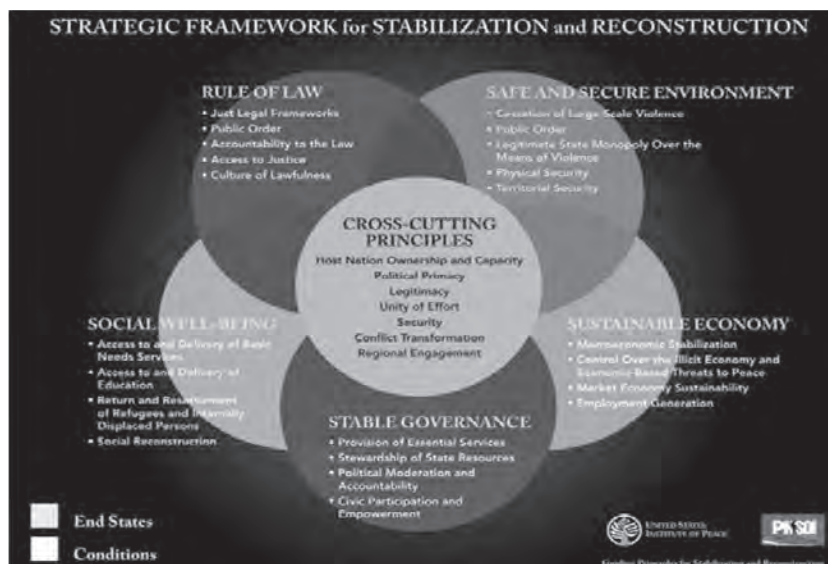 STRATEGIC FRAMEWORK for STABILIZATION and RECONSTRUCTION
RULE OF LAW
• Just Legal Frameworks
• Public Order
• Accountability to the Law
• Access to Justice
• Culture of Lawfulness
SAFE AND SECURE ENVIRONMENT
• Cessation of Large Scale Violence
• Public Order
• Legitimate State Monopoly Over the
Means of Violence
• Physical Security
• Territorial Security
CROSS-CUTTING
PRINCIPLES
Host Nation Ownership and Capacity
Political Primacy
Legitimacy
Unity of Effort
Security
Conflict Transformation
Regional Engagement
SOCIAL WELL-BEING
• Access to and Delivery of Basic
Needs Services
• Access to and Delivery of
Education
• Return and Resettlement
of Refugees and Internally
Displaced Persons
• Social Reconstruction
SUSTAINABLE ECONOMY
• Macroeconomic Stabilization
• Control Over the Illicit Economy and
Economic-Based Threats to Peace
• Market Economy Sustainability
• Employment Generation
STABLE GOVERNANCE
• Provision of Essential Services
• Stewardship of State Resources
• Political Moderation and
Accountability
• Civic Participation and
Empowerment
End States
Conditions
UNITED STATES
INSTITUTE OF PEACE
PKSOI
Guiding Principles for Stabilization and Reconstruction